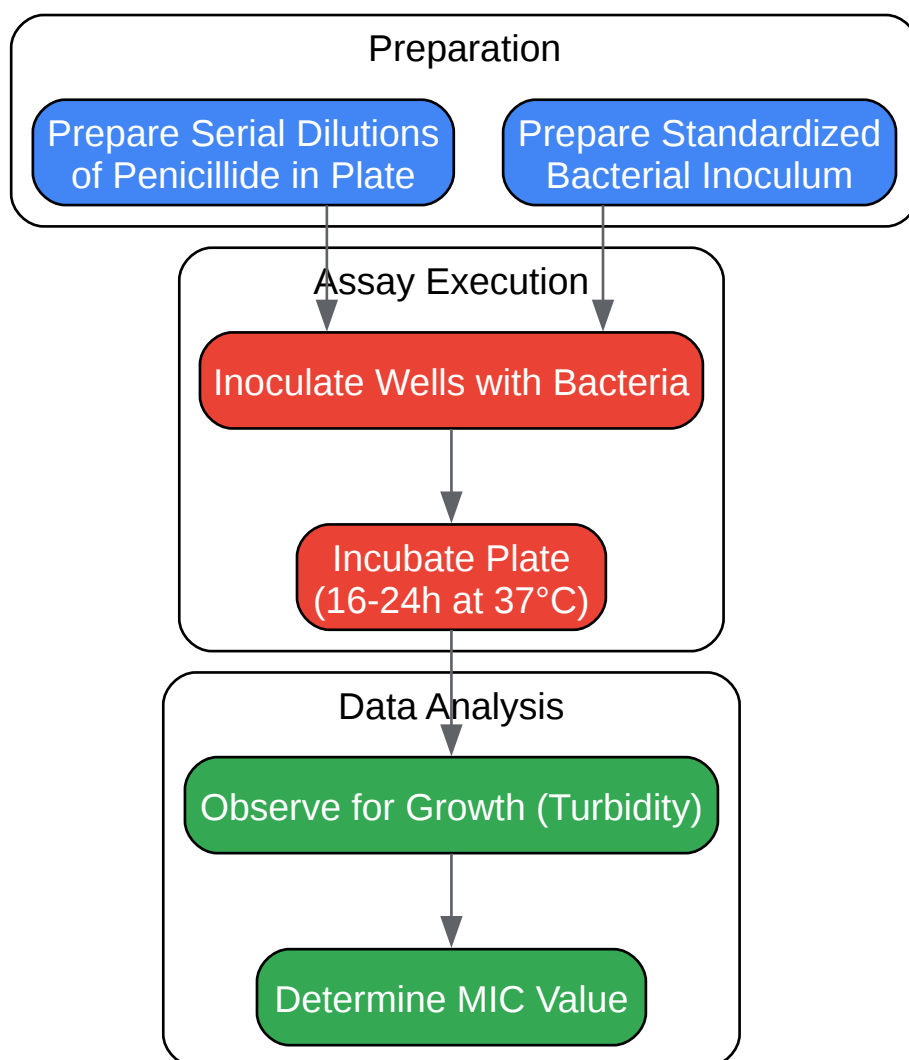 Preparation
Prepare Serial Dilutions
of Penicillide in Plate
Prepare Standardized
Bacterial Inoculum
Assay Execution
Inoculate Wells with Bacteria
Incubate Plate
(16-24h at 37°C)
Data Analysis
Observe for Growth (Turbidity)
Determine MIC Value